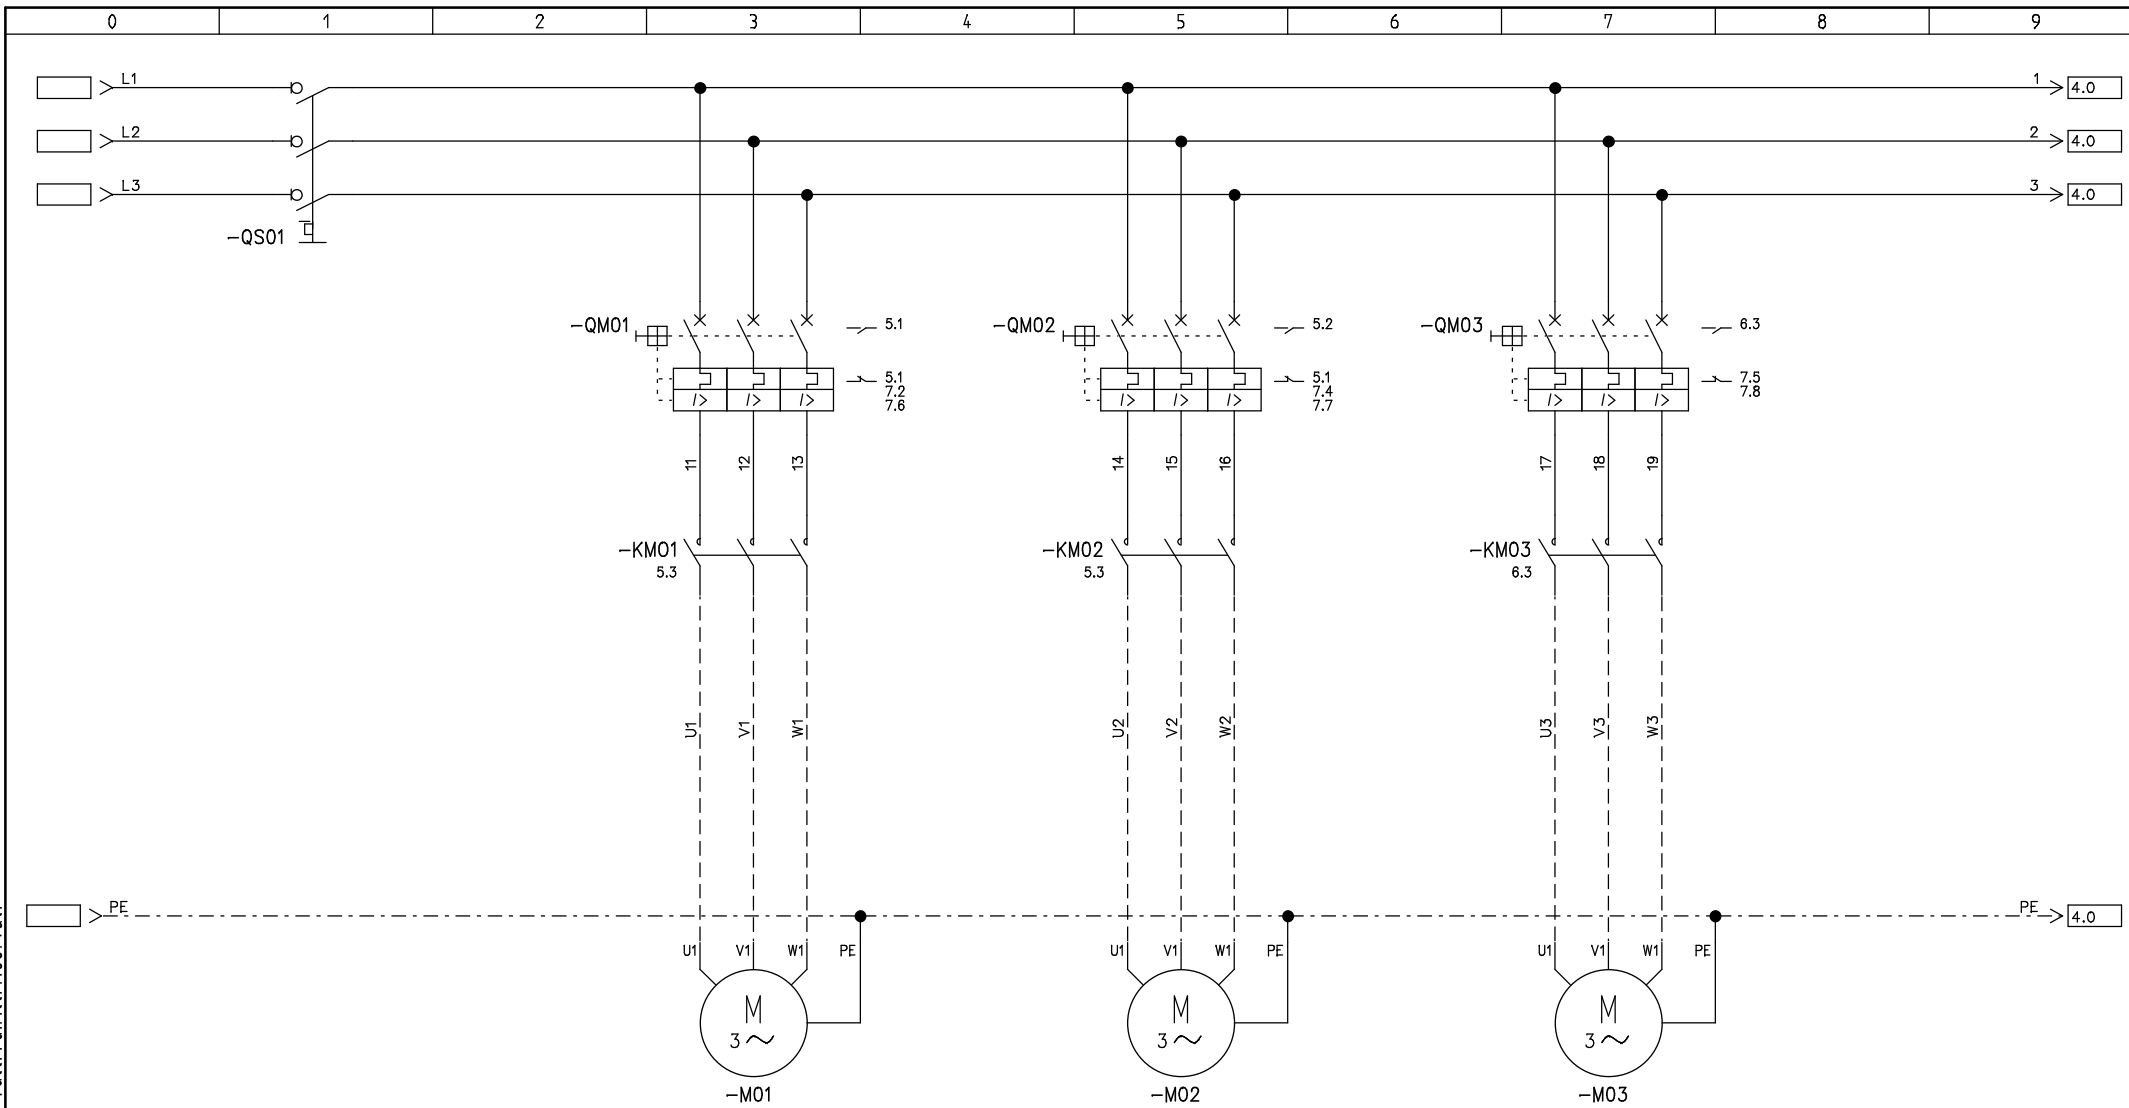 0 1 2 3 4 5 6 7 8 9
L1 1 4.0
L2 2 4.0
L3 3 4.0
-QS01
-QM01 5.1 -QM02 5.2 -QM03 6.3
5.1 5.1 7.5
7.2 7.4 7.8
7.6 7.7
I> I> I> I> I> I> I> I> I>
11 12 13 14 15 16 17 18 19
-KM01 -KM02 -KM03
5.3 5.3 6.3
U1 V1 W1 U2 V2 W2 U3 V3 W3
PE PE 4.0
U1 V1 W1 PE U1 V1 W1 PE U1 V1 W1 PE
M M M
3~ 3~ 3~
-M01 -M02 -M03